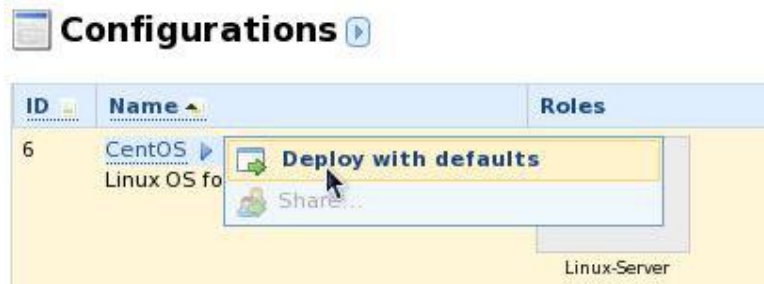 Configurations
ID Name Roles
6 CentOS Deploy with defaults
Linux OS fo Share...
Linux-Server